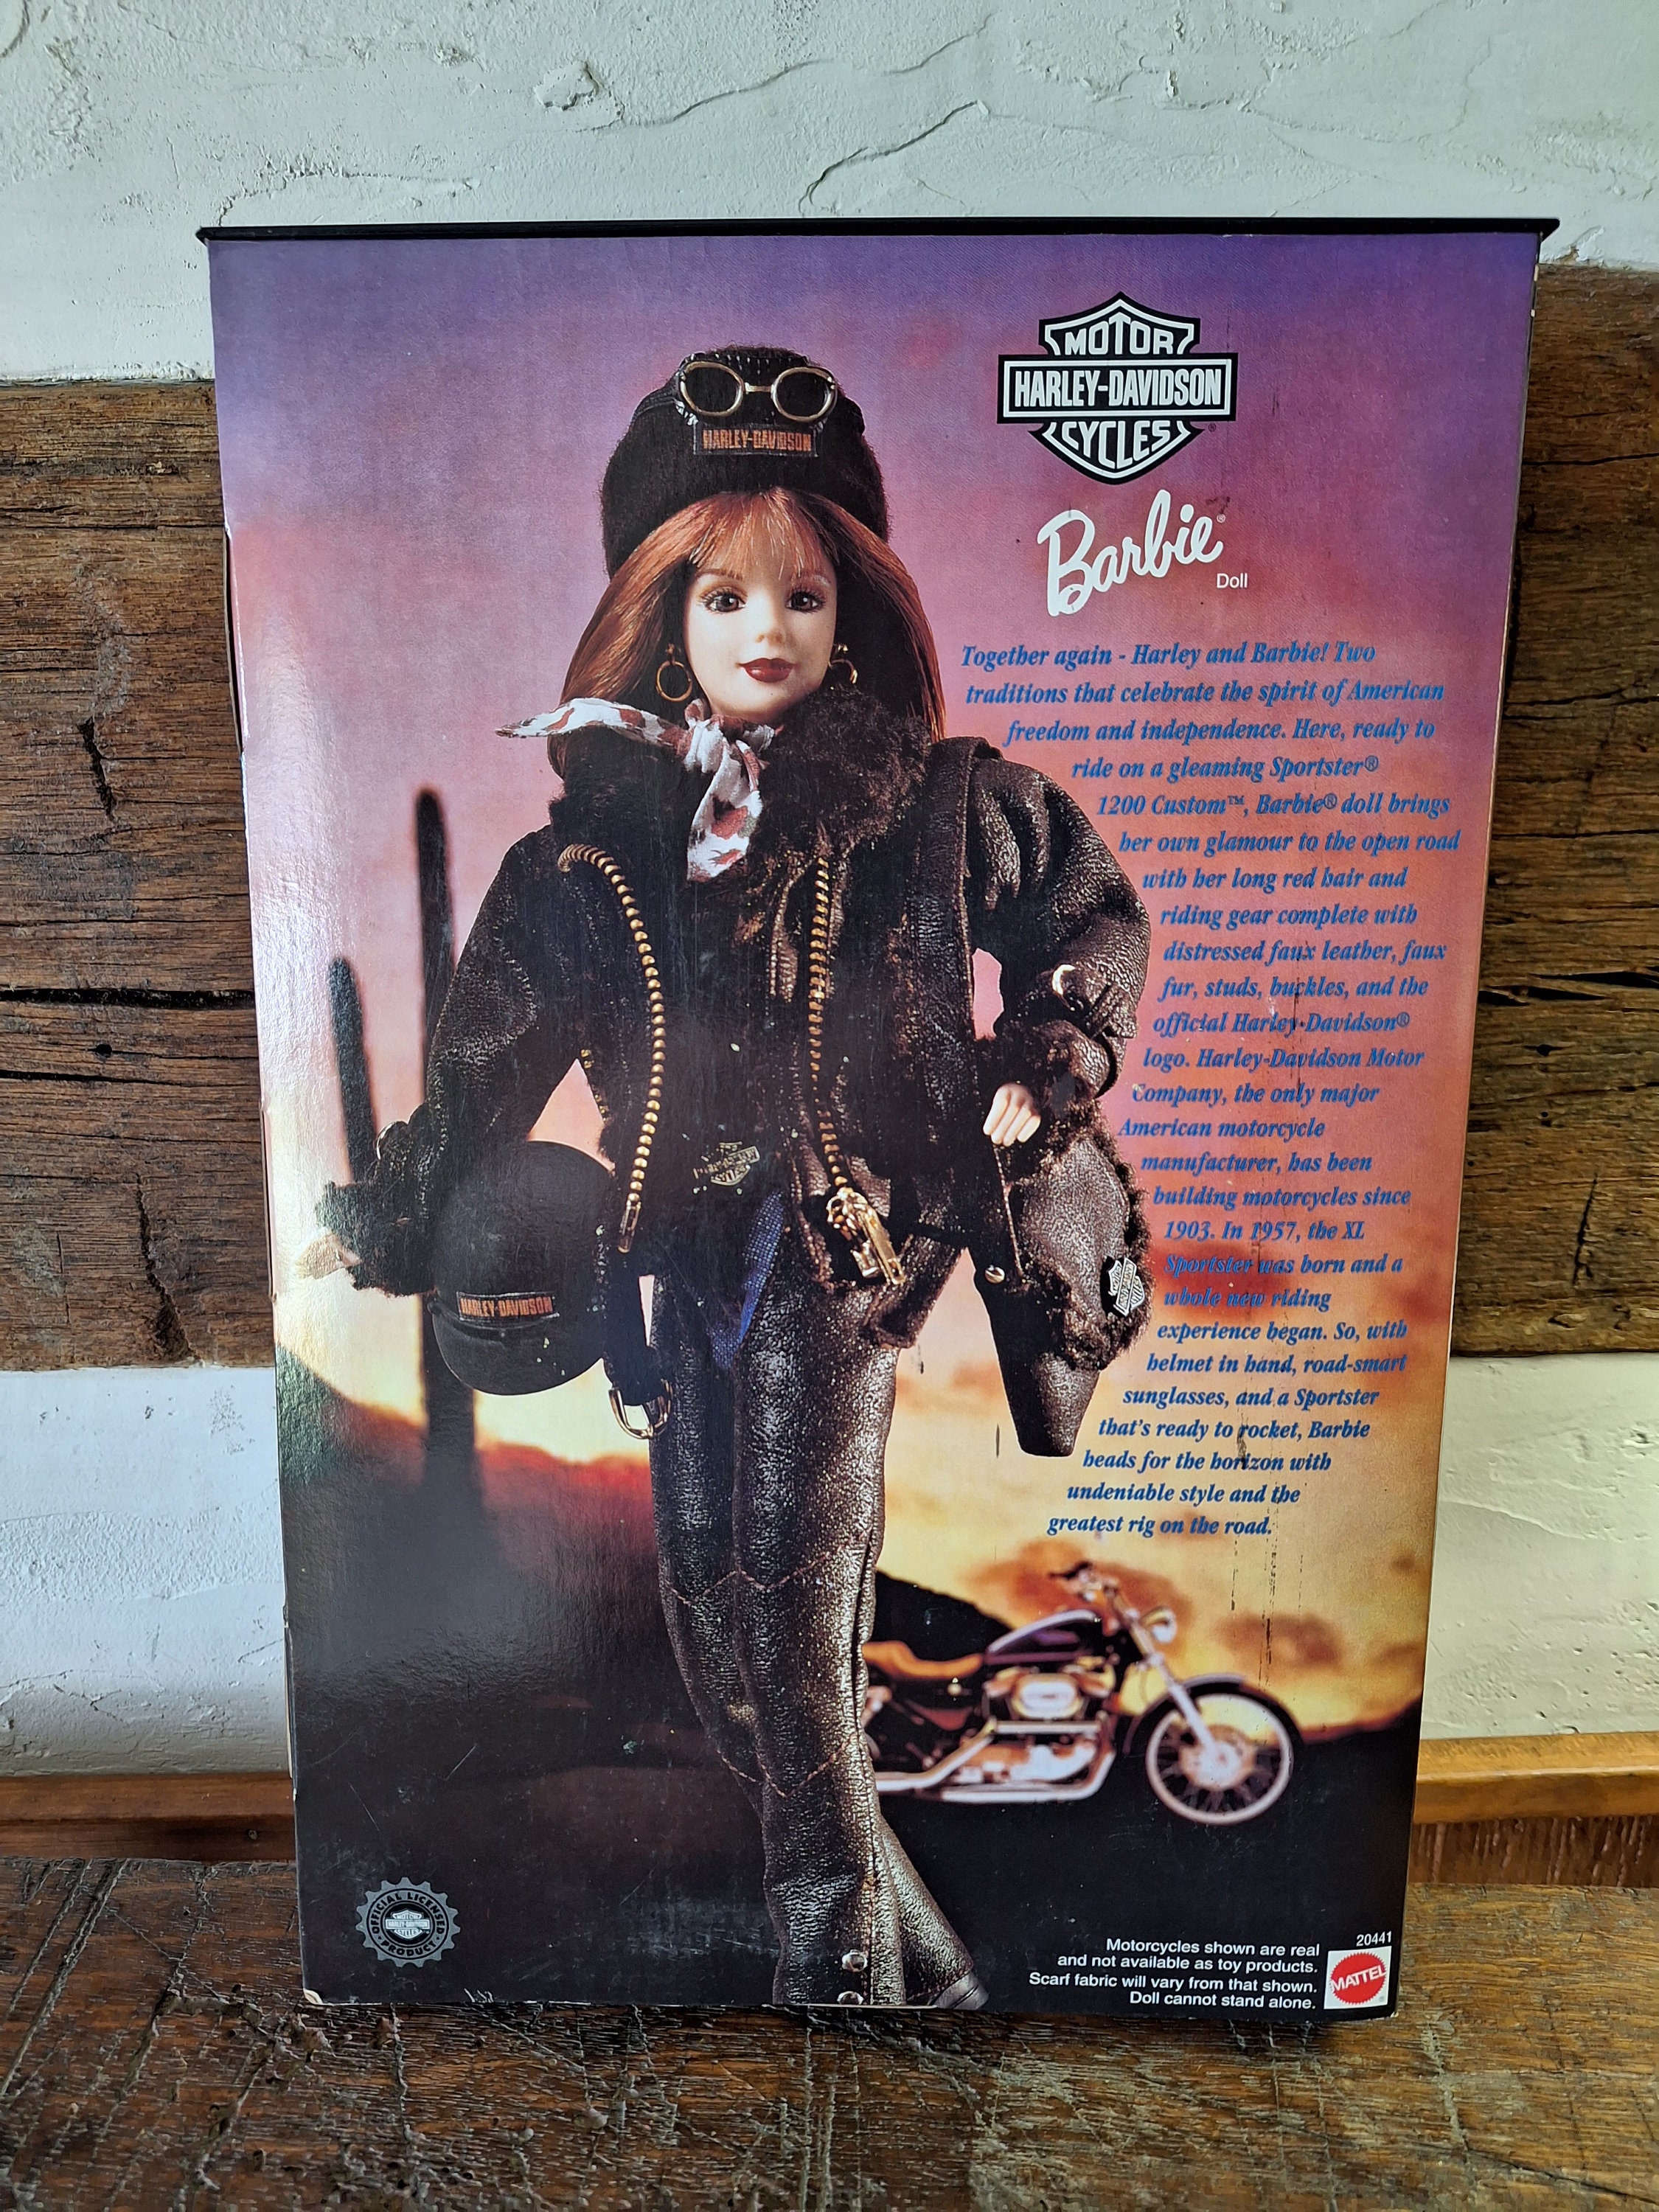 MOTOR
HARLEY-DAVIDSON
CYCLES
®
HARLEY-DAVIDSON
Barbie®
Doll
Together again - Harley and Barbie! Two
traditions that celebrate the spirit of American
freedom and independence. Here, ready to
ride on a gleaming Sportster®
1200 Custom™, Barbie® doll brings
her own glamour to the open road
with her long red hair and
riding gear complete with
distressed faux leather, faux
fur, studs, buckles, and the
official Harley-Davidson®
logo. Harley-Davidson Motor
Company, the only major
American motorcycle
manufacturer, has been
building motorcycles since
1903. In 1957, the XL
Sportster was born and a
whole new riding
experience began. So, with
helmet in hand, road-smart
sunglasses, and a Sportster
that's ready to rocket, Barbie
heads for the horizon with
undeniable style and the
greatest rig on the road.
HARLEY-DAVIDSON
OFFICIAL LICENSED
MOTOR
HARLEY-DAVIDSON
CYCLES
PRODUCT
Motorcycles shown are real
and not available as toy products.
Scarf fabric will vary from that shown.
Doll cannot stand alone.
20441
MATTEL